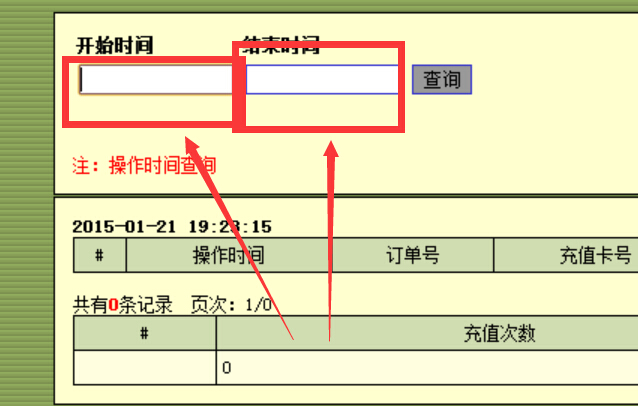 开始时间 结束时间
查询
注：操作时间查询
2015-01-21 19:23:15
# 操作时间 订单号 充值卡号
共有0条记录 页次：1/0
# 充值次数
0